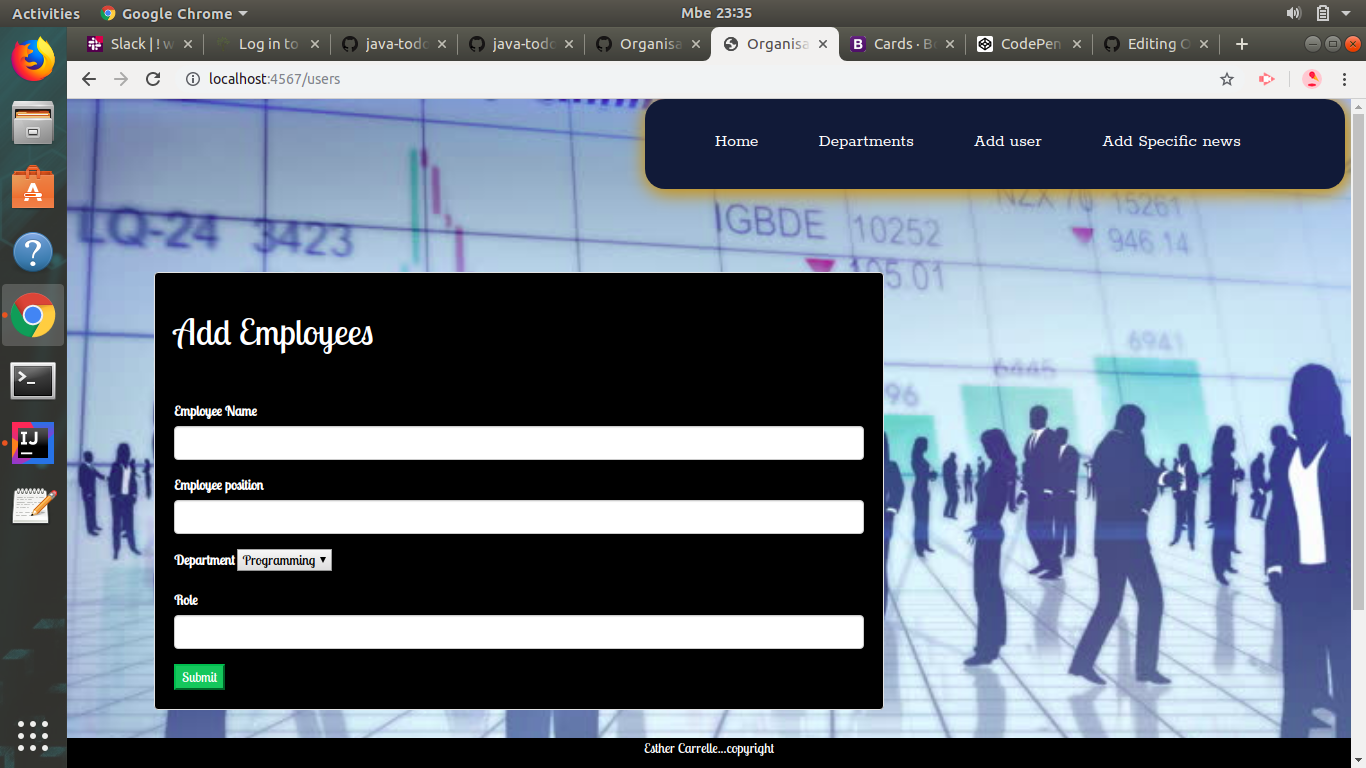 Activities Google Chrome Mbe 23:35
Slack | ! w Log in to java-todo java-todo Organisa Organisa Cards · B CodePen Editing O
localhost:4567/users
Home Departments Add user Add Specific news
LQ-24 3423
IGBDE 10252
105.01
NZX 70 15261
946.14
6941
6445
96
Add Employees
Employee Name
Employee position
Department Programming
Role
Submit
Esther Carrelle...copyright